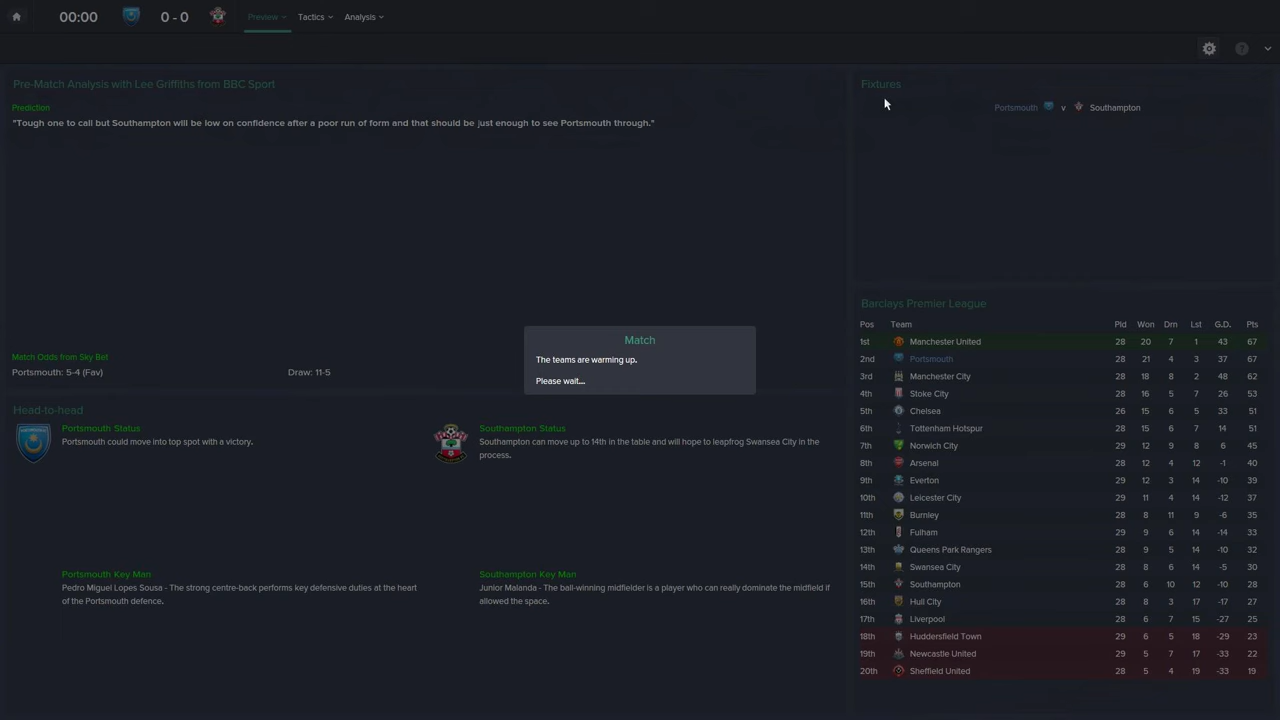 00:00
0 - 0
Preview
Tactics
Analysis
?
Pre-Match Analysis with Lee Griffiths from BBC Sport
Prediction
"Tough one to call but Southampton will be low on confidence after a poor run of form and that should be just enough to see Portsmouth through."
Match Odds from Sky Bet
Portsmouth: 5-4 (Fav) Draw: 11-5
Fixtures
Portsmouth v Southampton
Match
The teams are warming up.
Please wait...
Head-to-head
Portsmouth Status
Portsmouth could move into top spot with a victory.
Southampton Status
Southampton can move up to 14th in the table and will hope to leapfrog Swansea City in the
process.
Portsmouth Key Man
Pedro Miguel Lopes Sousa - The strong centre-back performs key defensive duties at the heart
of the Portsmouth defence.
Southampton Key Man
Junior Malanda - The ball-winning midfielder is a player who can really dominate the midfield if
allowed the space.
Barclays Premier League
Pos Team Pld Won Drn Lst G.D. Pts
1st Manchester United 28 20 7 1 43 67
2nd Portsmouth 28 21 4 3 37 67
3rd Manchester City 28 18 8 2 48 62
4th Stoke City 28 16 5 7 26 53
5th Chelsea 26 15 6 5 33 51
6th Tottenham Hotspur 28 15 6 7 14 51
7th Norwich City 29 12 9 8 6 45
8th Arsenal 28 12 4 12 -1 40
9th Everton 29 12 3 14 -10 39
10th Leicester City 29 11 4 14 -12 37
11th Burnley 28 8 11 9 -6 35
12th Fulham 29 9 6 14 -14 33
13th Queens Park Rangers 28 9 5 14 -10 32
14th Swansea City 28 8 6 14 -5 30
15th Southampton 28 6 10 12 -10 28
16th Hull City 28 8 3 17 -17 27
17th Liverpool 28 6 7 15 -27 25
18th Huddersfield Town 29 6 5 18 -29 23
19th Newcastle United 29 5 7 17 -33 22
20th Sheffield United 28 5 4 19 -33 19